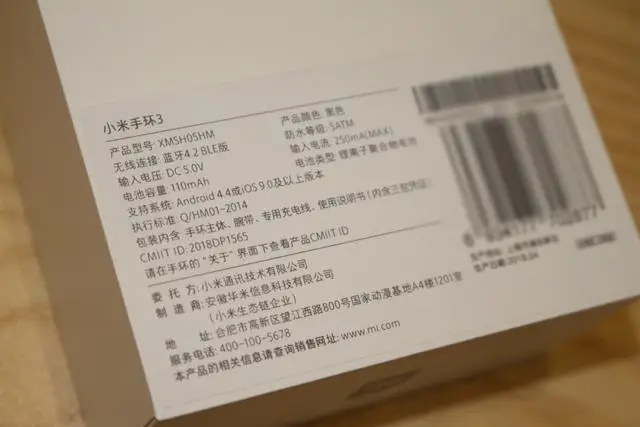 小米手环3
产品型号: XMSH05HM 产品颜色: 黑色
无线连接: 蓝牙4.2 BLE版 防水等级: 5ATM
输入电压: DC 5.0V 输入电流: 250mA(MAX)
电池容量: 110mAh 电池类型: 锂离子聚合物电池
支持系统: Android 4.4或iOS 9.0及以上版本
执行标准: Q/HM01-2014
包装内含: 手环主体、腕带、专用充电线、使用说明书(内含三包凭证)
CMIIT ID: 2018DP1565
请在手环的“关于”界面下查看产品CMIIT ID
委托方: 小米通讯技术有限公司
制造商: 安徽华米信息科技有限公司
(小米生态链企业)
地址: 合肥市高新区望江西路800号国家动漫基地A4楼1201室
服务电话: 400-100-5678
本产品的相关信息请查询销售网址: www.mi.com
生产日期: 2018.04